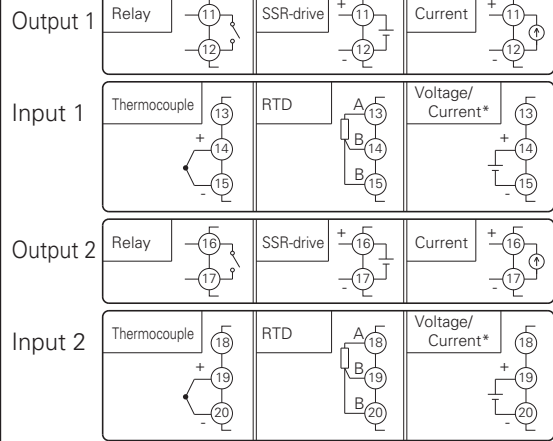 Output 1
Relay
11
12
SSR-drive
+
11
-
12
Current
+
11
-
12
Input 1
Thermocouple
13
+
14
15
-
RTD
A
13
B
14
B
15
Voltage/
Current*
13
+
14
15
-
Output 2
Relay
16
17
SSR-drive
+
16
-
17
Current
+
16
-
17
Input 2
Thermocouple
18
+
19
20
-
RTD
A
18
B
19
B
20
Voltage/
Current*
18
+
19
20
-